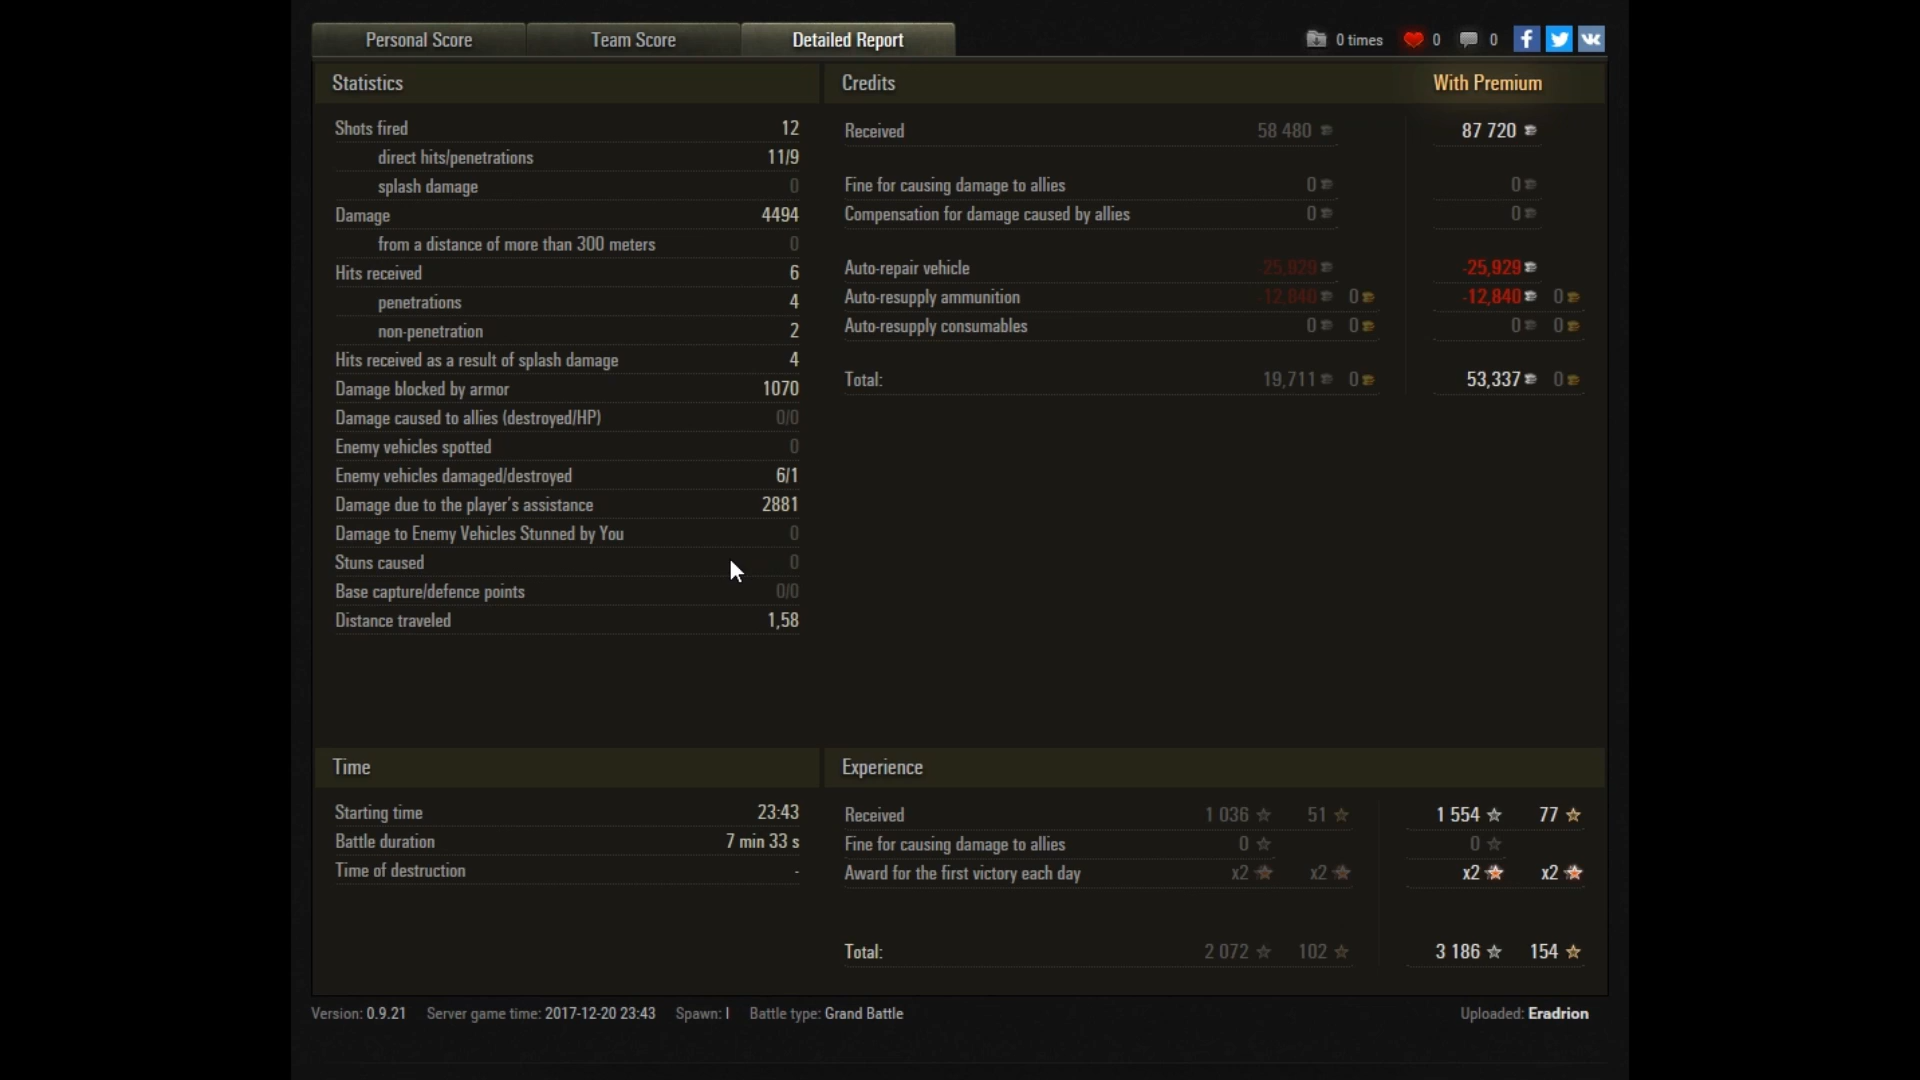 Personal Score Team Score Detailed Report 0 times 0 0
Statistics
Shots fired 12
direct hits/penetrations 11/9
splash damage 0
Damage 4494
from a distance of more than 300 meters 0
Hits received 6
penetrations 4
non-penetration 2
Hits received as a result of splash damage 4
Damage blocked by armor 1070
Damage caused to allies (destroyed/HP) 0/0
Enemy vehicles spotted 0
Enemy vehicles damaged/destroyed 6/1
Damage due to the player's assistance 2881
Damage to Enemy Vehicles Stunned by You 0
Stuns caused 0
Base capture/defence points 0/0
Distance traveled 1,58
Credits With Premium
Received 58 480 87 720
Fine for causing damage to allies 0 0
Compensation for damage caused by allies 0 0
Auto-repair vehicle -25,929 -25,929
Auto-resupply ammunition -12,840 0 -12,840 0
Auto-resupply consumables 0 0 0 0
Total: 19,711 0 53,337 0
Time
Starting time 23:43
Battle duration 7 min 33 s
Time of destruction -
Experience
Received 1 036 51 1 554 77
Fine for causing damage to allies 0 0
Award for the first victory each day x2 x2 x2 x2
Total: 2 072 102 3 186 154
Version: 0.9.21 Server game time: 2017-12-20 23:43 Spawn: I Battle type: Grand Battle Uploaded: Eradrion